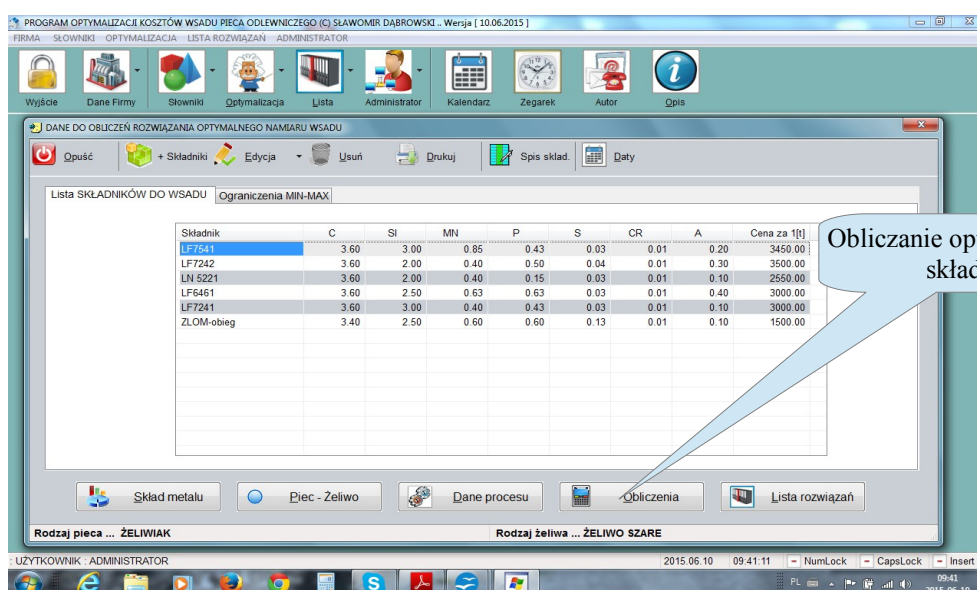 PROGRAM OPTYMALIZACJI KOSZTÓW WSADU PIECA ODLEWNICZEGO (C) SŁAWOMIR DĄBROWSKI .. Wersja [ 10.06.2015 ]
FIRMA SŁOWNIKI OPTYMALIZACJA LISTA ROZWIĄZAŃ ADMINISTRATOR
Wyjście Dane Firmy Słowniki Optymalizacja Lista Administrator Kalendarz Zegarek Autor Opis
DANE DO OBLICZEŃ ROZWIĄZANIA OPTYMALNEGO NAMIARU WSADU
Opuść + Składniki Edycja Usuń Drukuj Spis sklad. Daty
Lista SKŁADNIKÓW DO WSADU Ograniczenia MIN-MAX
Składnik C SI MN P S CR A Cena za 1[t]
LF7541 3.60 3.00 0.85 0.43 0.03 0.01 0.20 3450.00
LF7242 3.60 2.00 0.40 0.50 0.04 0.01 0.30 3500.00
LN 5221 3.60 2.00 0.40 0.15 0.03 0.01 0.10 2550.00
LF6461 3.60 2.50 0.63 0.63 0.03 0.01 0.40 3000.00
LF7241 3.60 3.00 0.40 0.43 0.03 0.01 0.10 3000.00
ZLOM-obieg 3.40 2.50 0.60 0.60 0.13 0.01 0.10 1500.00
Obliczanie op
skład
Skład metalu Piec - Żeliwo Dane procesu Obliczenia Lista rozwiązań
Rodzaj pieca ... ŻELIWIAK Rodzaj żeliwa ... ŻELIWO SZARE
: UŻYTKOWNIK : ADMINISTRATOR 2015.06.10 09:41:11 NumLock CapsLock Insert
PL 09:41
2015-06-10